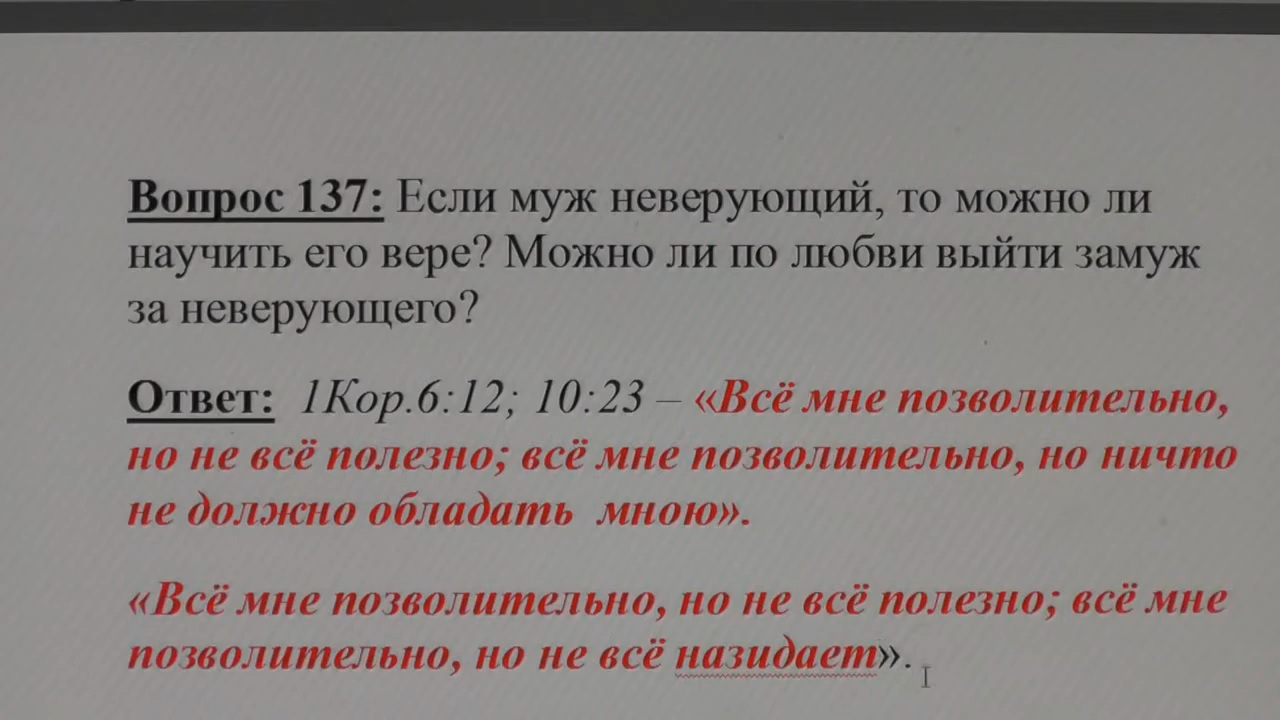 Вопрос 137: Если муж неверующий, то можно ли
научить его вере? Можно ли по любви выйти замуж
за неверующего?
Ответ: 1Кор.6:12; 10:23 – «Всё мне позволительно,
но не всё полезно; всё мне позволительно, но ничто
не должно обладать мною».
«Всё мне позволительно, но не всё полезно; всё мне
позволительно, но не всё назидает».